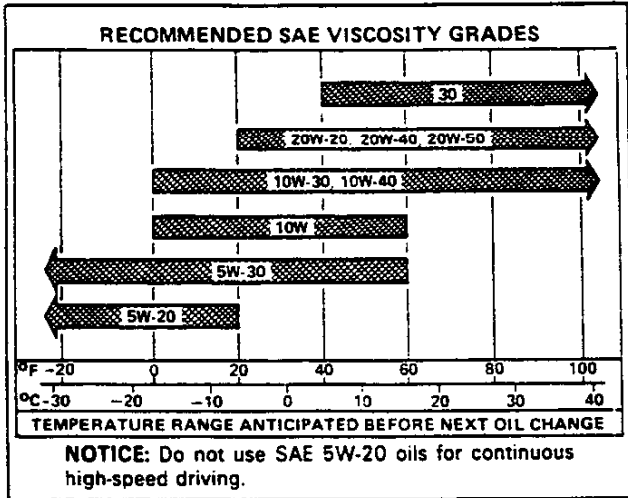 RECOMMENDED SAE VISCOSITY GRADES
30
20W-20, 20W-40, 20W-50
10W-30, 10W-40
10W
5W-30
5W-20
°F -20 0 20 40 60 80 100
°C -30 -20 -10 0 10 20 30 40
TEMPERATURE RANGE ANTICIPATED BEFORE NEXT OIL CHANGE
NOTICE: Do not use SAE 5W-20 oils for continuous
high-speed driving.